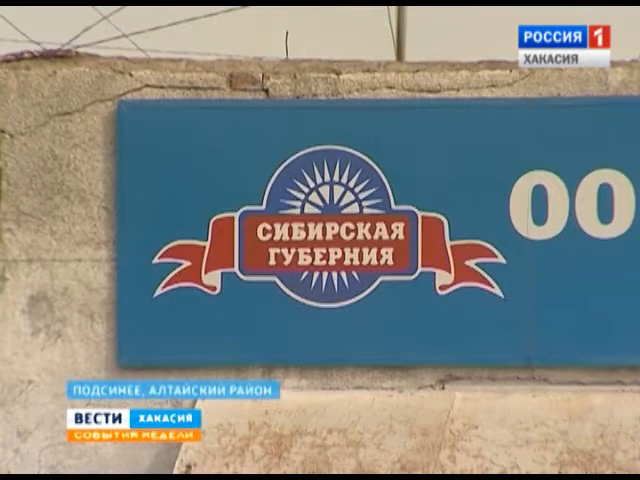 РОССИЯ 1
ХАКАСИЯ
СИБИРСКАЯ
ГУБЕРНИЯ
ОО
ПОДСИНЕЕ, АЛТАЙСКИЙ РАЙОН
ВЕСТИ ХАКАСИЯ
СОБЫТИЯ НЕДЕЛИ